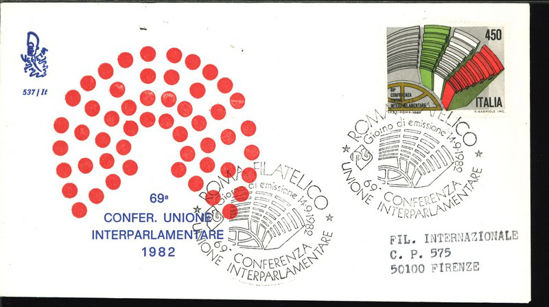 537/It
69ª
CONFER. UNIONE
INTERPARLAMENTARE
1982
450
69ª CONFERENZA
UNIONE
INTERPARLAMENTARE
ITALIA
ROMA FILATELICO
Giorno di emissione 14.9.1982
69ª CONFERENZA
UNIONE INTERPARLAMENTARE
ROMA FILATELICO
Giorno di emissione 14.9.1982
69ª CONFERENZA
UNIONE INTERPARLAMENTARE
FIL. INTERNAZIONALE
C. P. 575
50100 FIRENZE